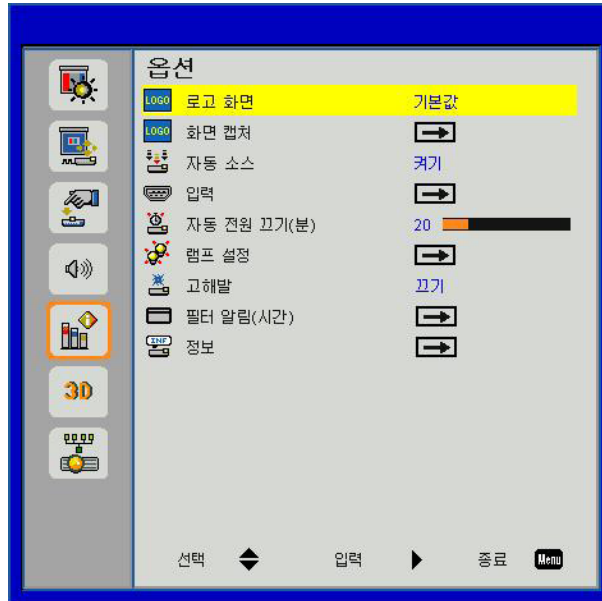 옵션
LOGO 로고 화면 기본값
LOGO 화면 캡처
자동 소스 켜기
입력
자동 전원 끄기(분) 20
램프 설정
고해발 끄기
필터 알림(시간)
INF 정보
3D
선택 입력 종료 Menu